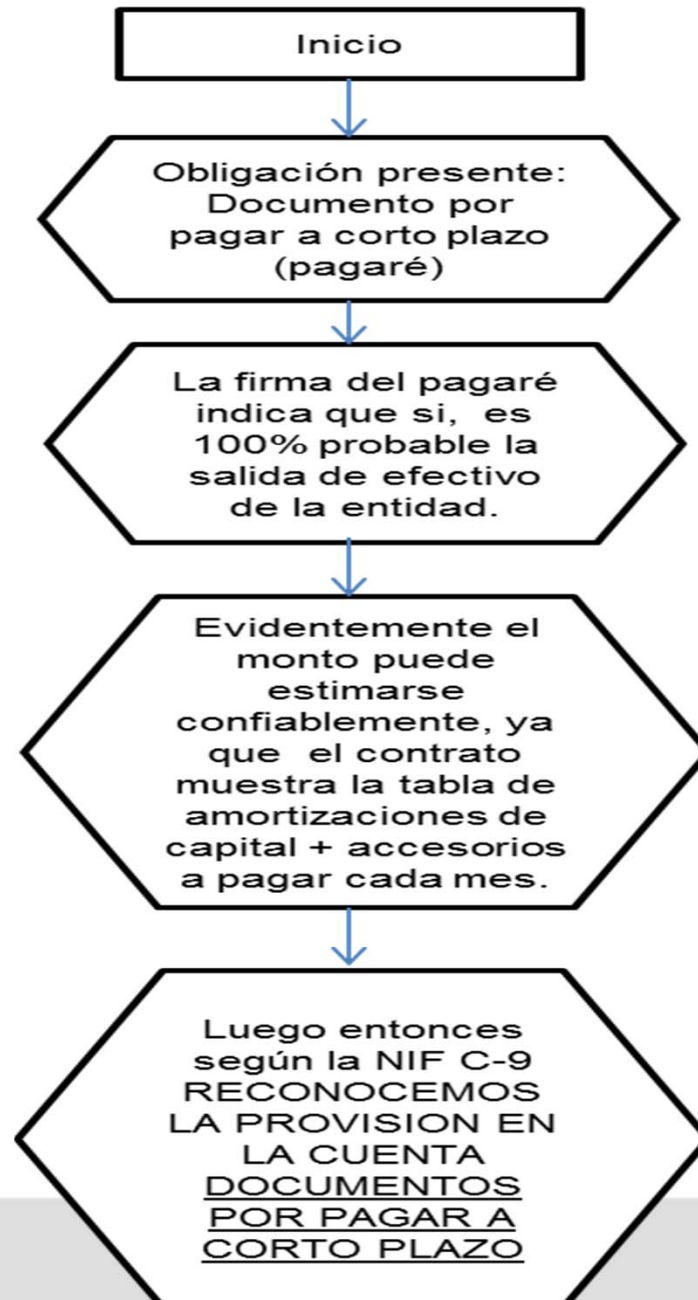 Inicio
Obligación presente:
Documento por
pagar a corto plazo
(pagaré)
La firma del pagaré
indica que si, es
100% probable la
salida de efectivo
de la entidad.
Evidentemente el
monto puede
estimarse
confiablemente, ya
que el contrato
muestra la tabla de
amortizaciones de
capital + accesorios
a pagar cada mes.
Luego entonces
según la NIF C-9
RECONOCEMOS
LA PROVISION EN
LA CUENTA
DOCUMENTOS
POR PAGAR A
CORTO PLAZO